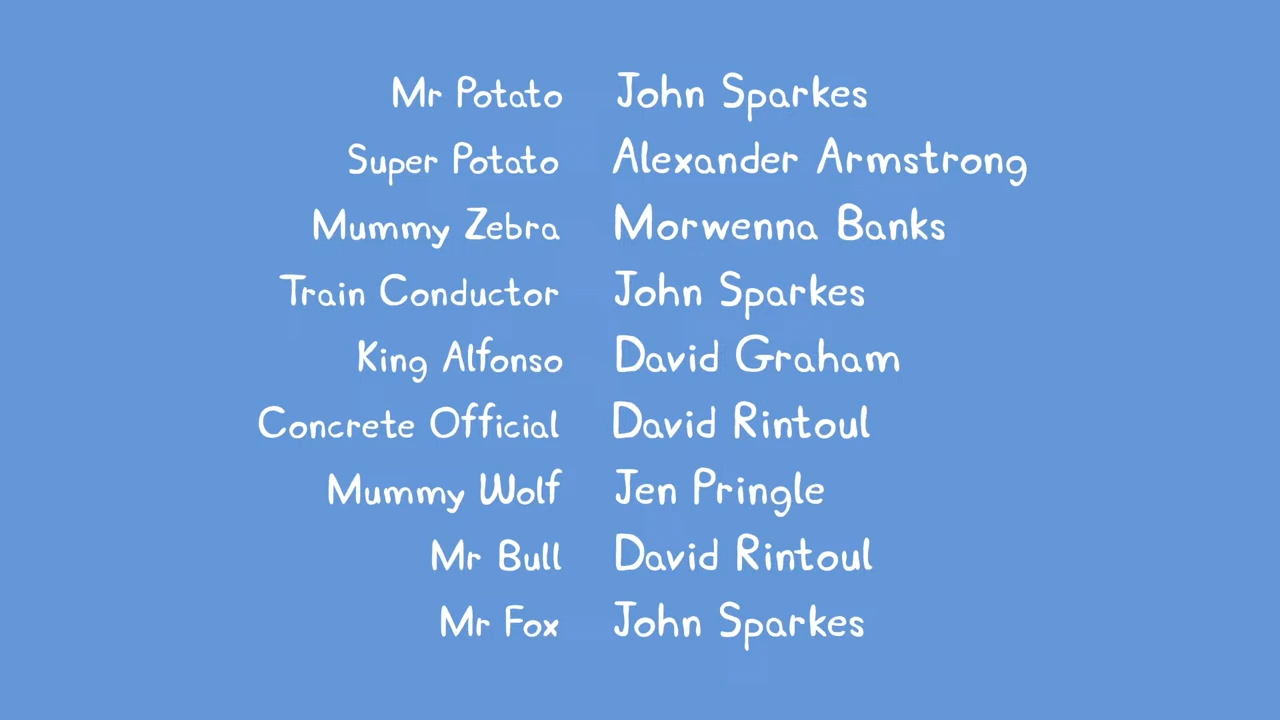 Mr Potato John Sparkes
Super Potato Alexander Armstrong
Mummy Zebra Morwenna Banks
Train Conductor John Sparkes
King Alfonso David Graham
Concrete Official David Rintoul
Mummy Wolf Jen Pringle
Mr Bull David Rintoul
Mr Fox John Sparkes